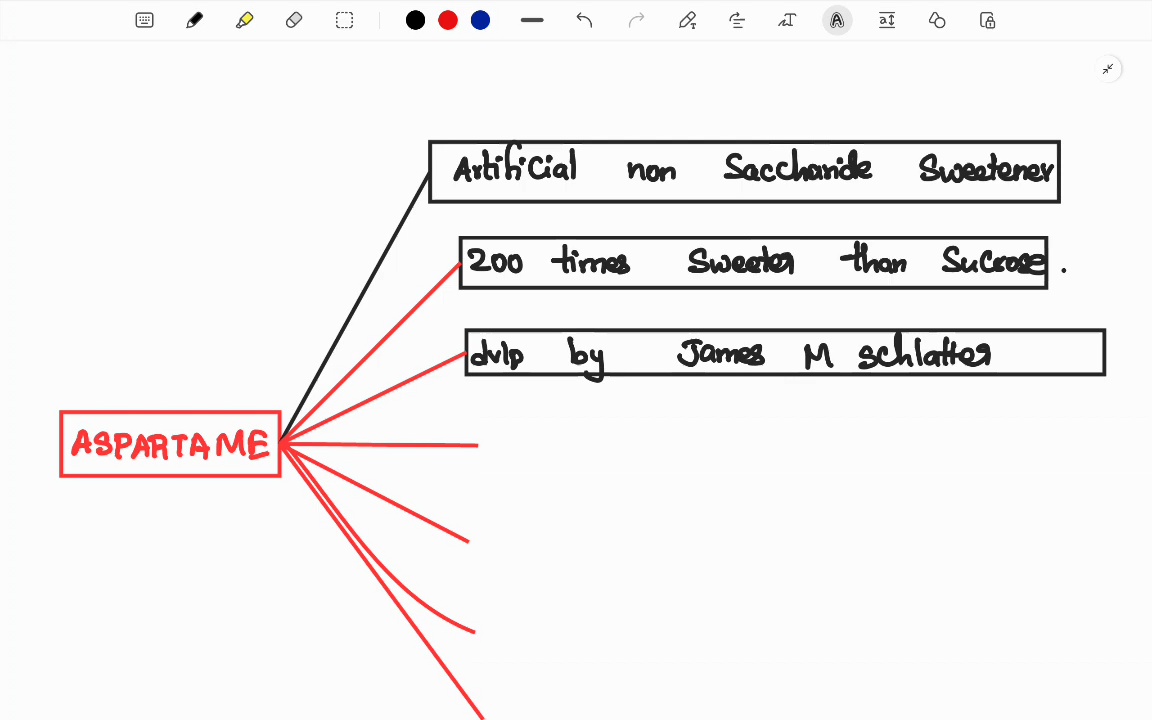 Artificial non Saccharide Sweetener
200 times Sweeter than Sucrose.
dvlp by James M schlatter
ASPARTAME